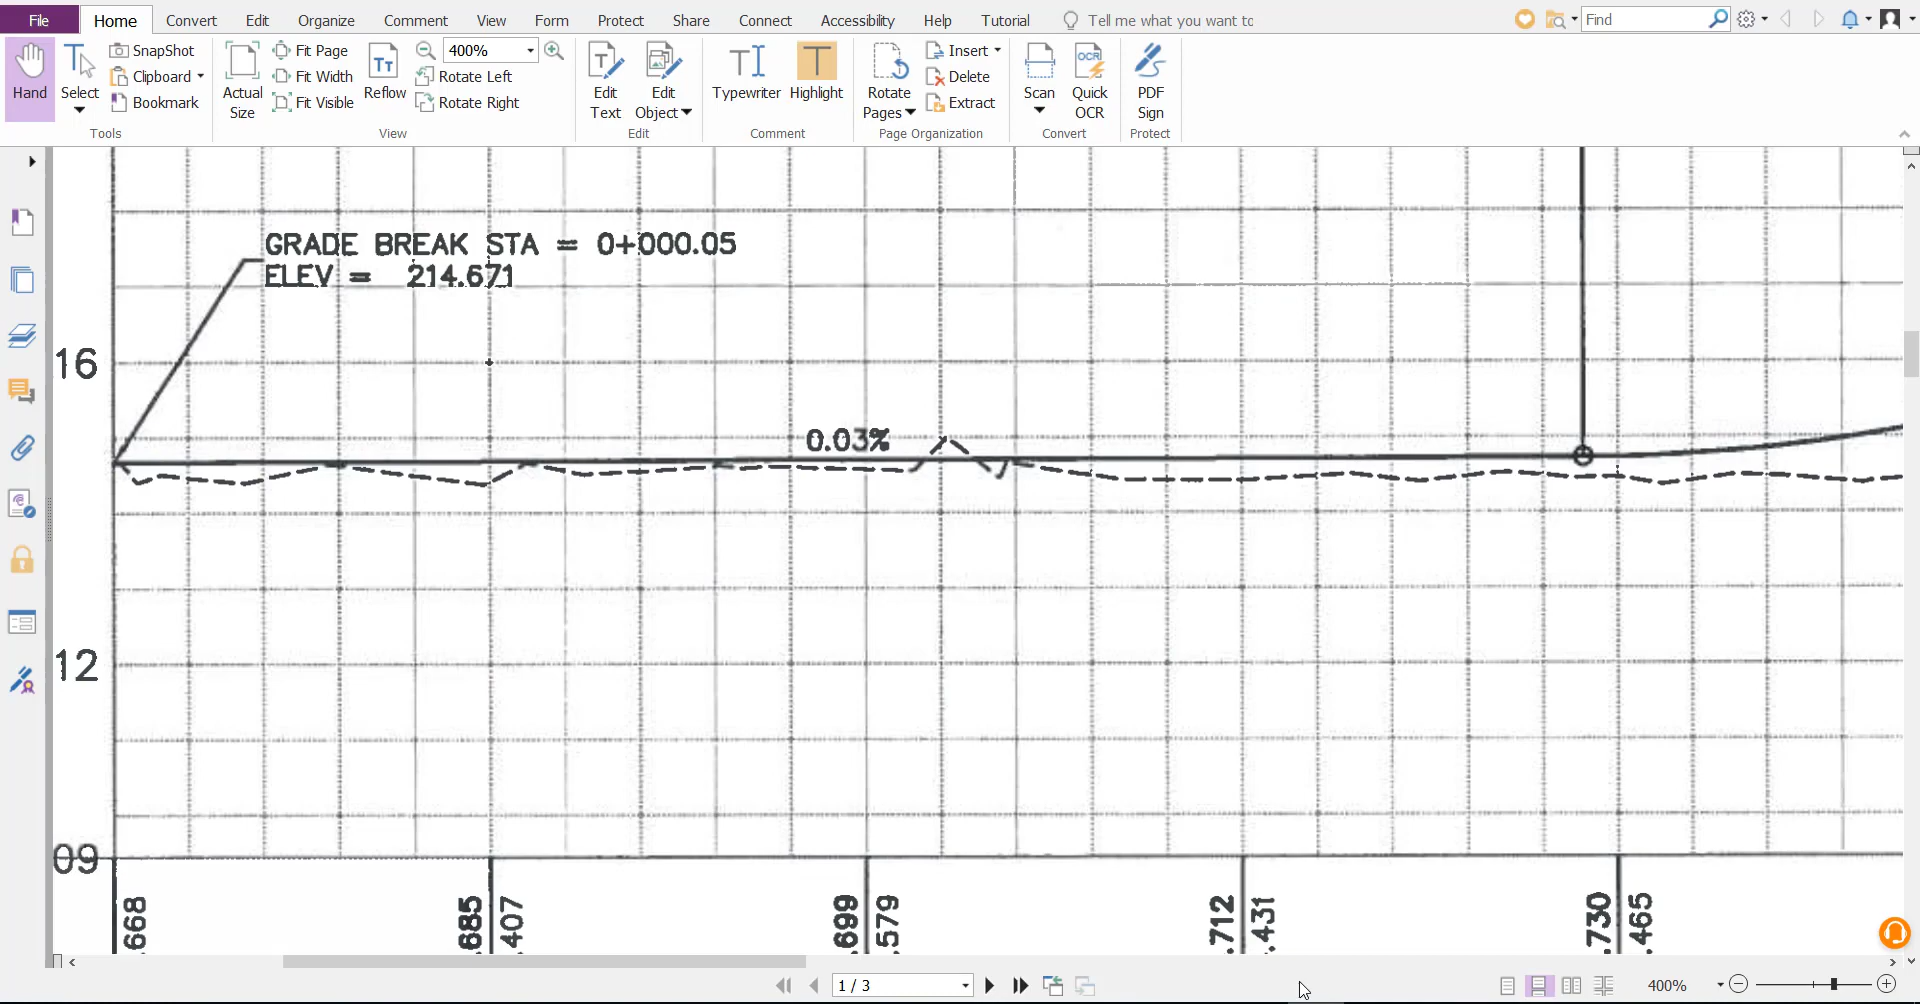 File Home Convert Edit Organize Comment View Form Protect Share Connect Accessibility Help Tutorial Tell me what you want to Find
Hand
Select
SnapShot
Clipboard
Bookmark
Tools
Actual
Size
Fit Page
Fit Width
Fit Visible
Reflow
400%
Rotate Left
Rotate Right
View
Edit
Text
Edit
Object
Edit
Typewriter
Highlight
Comment
Rotate
Pages
Insert
Delete
Extract
Page Organization
Scan
Quick
OCR
Convert
PDF
Sign
Protect
GRADE BREAK STA = 0+000.05
ELEV = 214.671
16
0.03%
12
09
.668
.685
.407
.699
.579
.712
.431
.730
.465
1 / 3
400%